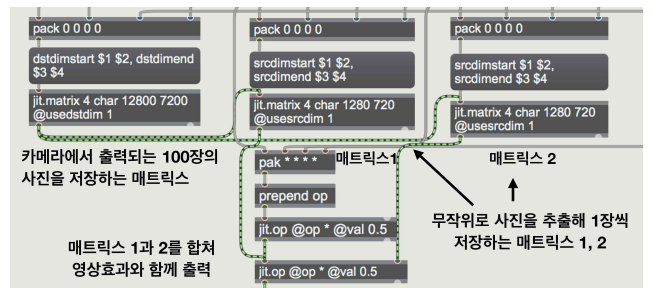 pack 0 0 0 0
pack 0 0 0 0
pack 0 0 0 0
dstdimstart $1 $2, dstdimend
$3 $4
srcdimstart $1 $2,
srcdimend $3 $4
srcdimstart $1 $2,
srcdimend $3 $4
jit.matrix 4 char 12800 7200
@usedstdim 1
jit.matrix 4 char 1280 720
@usesrcdim 1
jit.matrix 4 char 1280 720
@usesrcdim 1
카메라에서 출력되는 100장의
사진을 저장하는 매트릭스
pak * * * *
매트릭스1
매트릭스 2
prepend op
무작위로 사진을 추출해 1장씩
저장하는 매트릭스 1, 2
jit.op @op * @val 0.5
매트릭스 1과 2를 합쳐
영상효과와 함께 출력
jit.op @op * @val 0.5